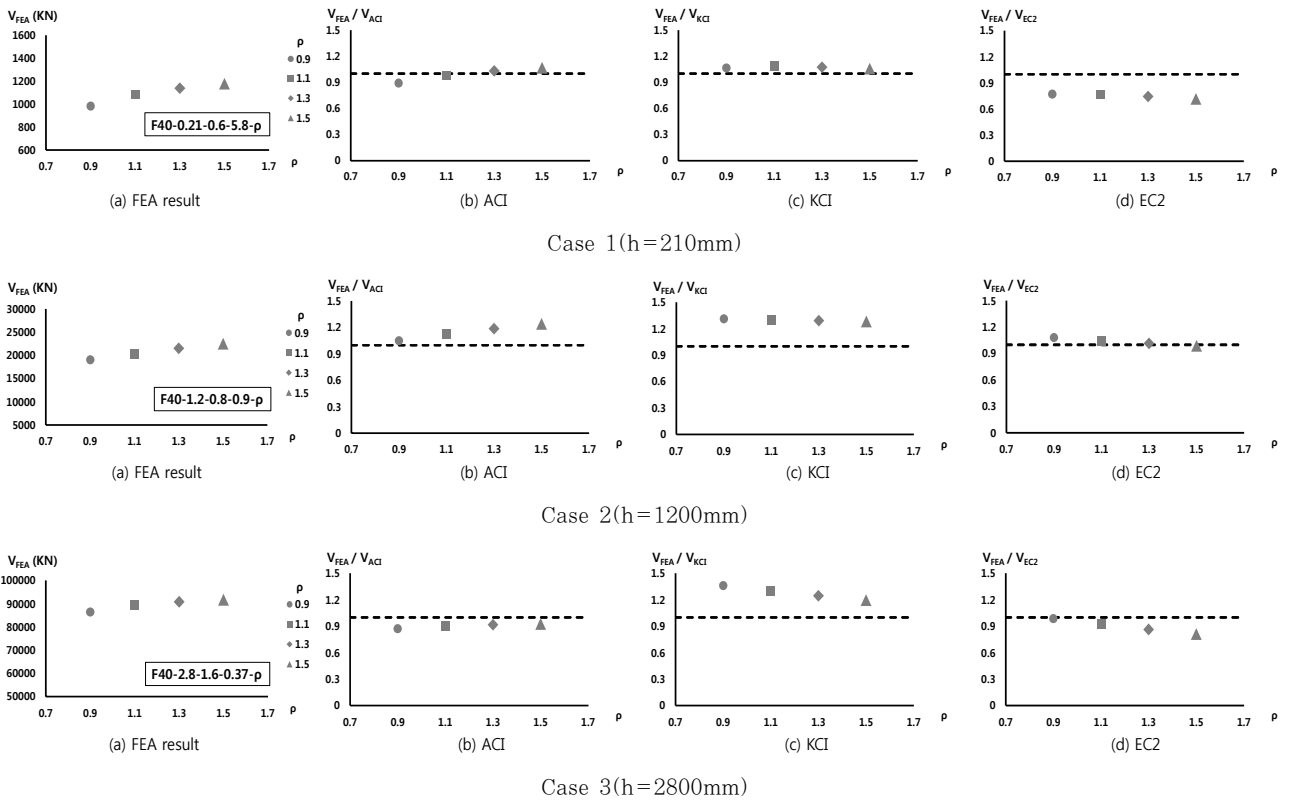 V_FEA (KN)
1600
1400
1200
1000
800
600
0.7 0.9 1.1 1.3 1.5 1.7 ρ
ρ
0.9
1.1
1.3
1.5
F40-0.21-0.6-5.8-ρ
(a) FEA result
V_FEA / V_ACI
1.5
1.2
0.9
0.6
0.3
0
0.7 0.9 1.1 1.3 1.5 1.7 ρ
(b) ACI
V_FEA / V_KCI
1.5
1.2
0.9
0.6
0.3
0
0.7 0.9 1.1 1.3 1.5 1.7 ρ
(c) KCI
V_FEA / V_EC2
1.5
1.2
0.9
0.6
0.3
0
0.7 0.9 1.1 1.3 1.5 1.7 ρ
(d) EC2
Case 1(h=210mm)
V_FEA (KN)
30000
25000
20000
15000
10000
5000
0.7 0.9 1.1 1.3 1.5 1.7 ρ
ρ
0.9
1.1
1.3
1.5
F40-1.2-0.8-0.9-ρ
(a) FEA result
V_FEA / V_ACI
1.5
1.2
0.9
0.6
0.3
0
0.7 0.9 1.1 1.3 1.5 1.7 ρ
(b) ACI
V_FEA / V_KCI
1.5
1.2
0.9
0.6
0.3
0
0.7 0.9 1.1 1.3 1.5 1.7 ρ
(c) KCI
V_FEA / V_EC2
1.5
1.2
0.9
0.6
0.3
0
0.7 0.9 1.1 1.3 1.5 1.7 ρ
(d) EC2
Case 2(h=1200mm)
V_FEA (KN)
100000
90000
80000
70000
60000
50000
0.7 0.9 1.1 1.3 1.5 1.7 ρ
ρ
0.9
1.1
1.3
1.5
F40-2.8-1.6-0.37-ρ
(a) FEA result
V_FEA / V_ACI
1.5
1.2
0.9
0.6
0.3
0
0.7 0.9 1.1 1.3 1.5 1.7 ρ
(b) ACI
V_FEA / V_KCI
1.5
1.2
0.9
0.6
0.3
0
0.7 0.9 1.1 1.3 1.5 1.7 ρ
(c) KCI
V_FEA / V_EC2
1.5
1.2
0.9
0.6
0.3
0
0.7 0.9 1.1 1.3 1.5 1.7 ρ
(d) EC2
Case 3(h=2800mm)